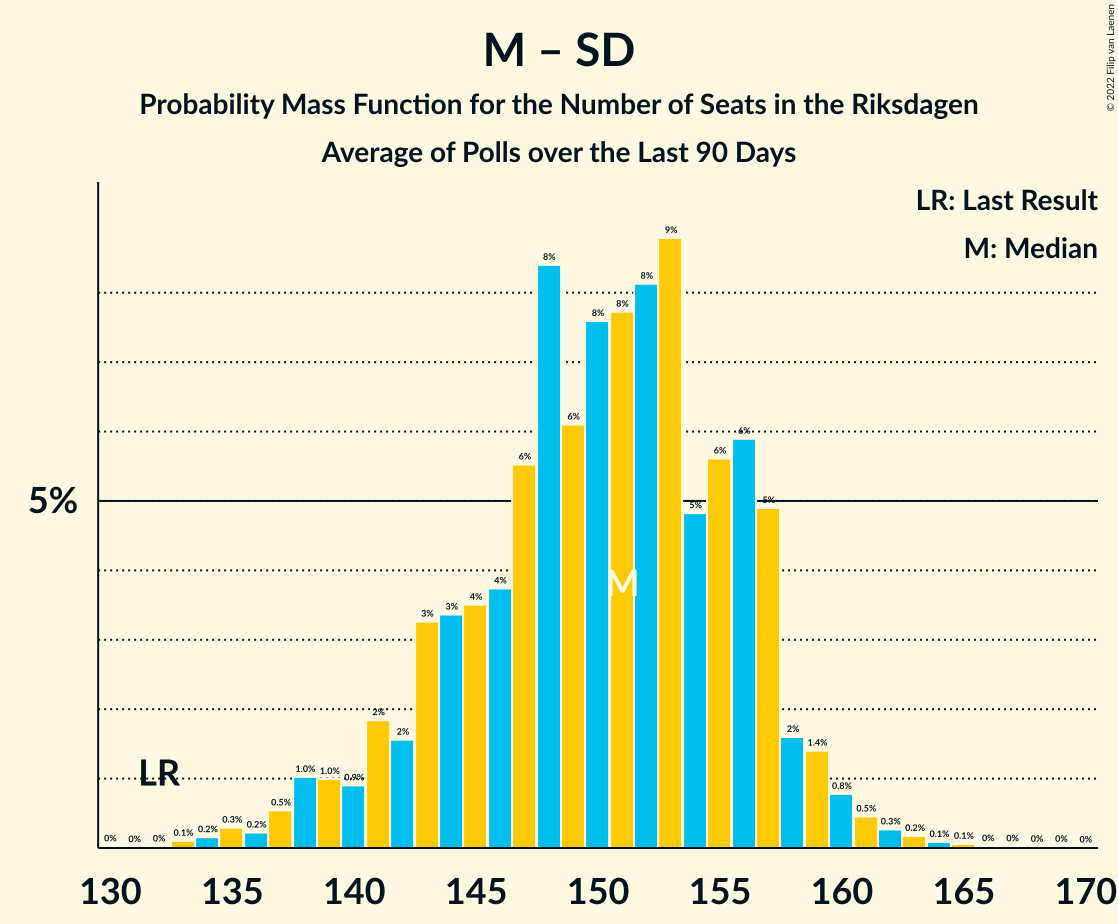 © 2022 Filip van Laenen
M – SD
Probability Mass Function for the Number of Seats in the Riksdagen
Average of Polls over the Last 90 Days
LR: Last Result
M: Median
5%
LR
M
0% 0% 0% 0.1% 0.2% 0.3% 0.2% 0.5% 1.0% 1.0% 0.9% 2% 2% 3% 3% 4% 4% 6% 8% 6% 8% 8% 8% 9% 5% 6% 6% 5% 2% 1.4% 0.8% 0.5% 0.3% 0.2% 0.1% 0.1% 0% 0% 0% 0% 0%
130 135 140 145 150 155 160 165 170